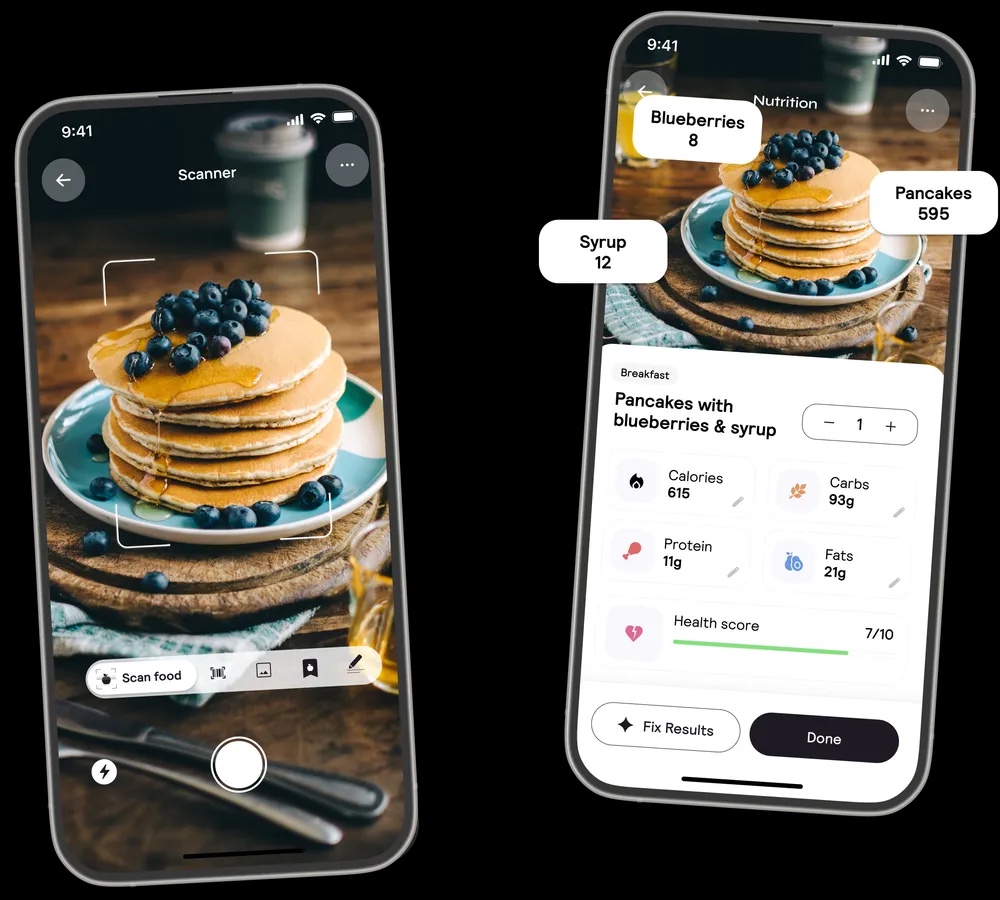 9:41
Scanner
Scan food
9:41
Nutrition
Blueberries
8
Pancakes
595
Syrup
12
Breakfast
Pancakes with
blueberries & syrup
1
Calories
615
Carbs
93g
Protein
11g
Fats
21g
Health score
7/10
Fix Results
Done